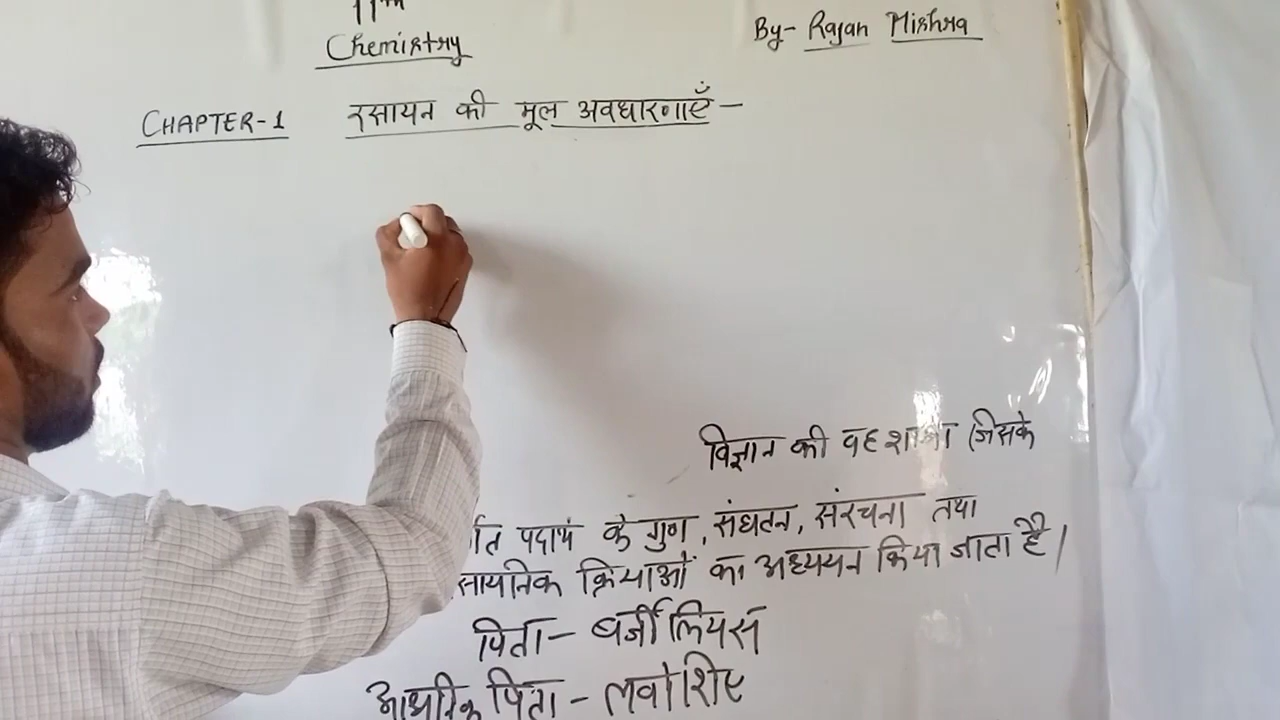 11th
Chemistry
By- Rajan Mishra
CHAPTER-1 रसायन की मूल अवधारणाएँ -
विज्ञान की वह शाखा (जिसके
पदार्थ के गुण, संघटन, संरचना तथा
क्रियाओं का अध्ययन किया जाता है।
पिता - बर्जीलियस
आधुनिक पिता - लवोशिए